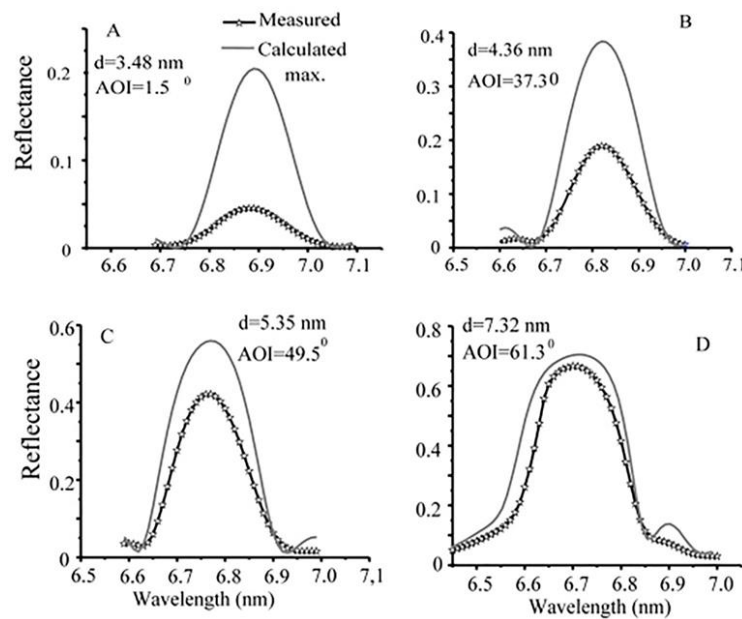 A
Measured
Calculated
max.
d=3.48 nm
AOI=1.5 0
Reflectance
0.2
0.1
0
6.6 6.7 6.8 6.9 7.0 7.1
B
d=4.36 nm
AOI=37.30
0.4
0.3
0.2
0.1
0
6.5 6.6 6.7 6.8 6.9 7.0 7.1
C
d=5.35 nm
AOI=49.5 0
Reflectance
0.6
0.4
0.2
0
6.5 6.6 6.7 6.8 6.9 7.0 7,1
Wavelength (nm)
d=7.32 nm
AOI=61.3 0
D
0.8
0.6
0.4
0.2
0
6.5 6.6 6.7 6.8 6.9 7.0
Wavelength (nm)